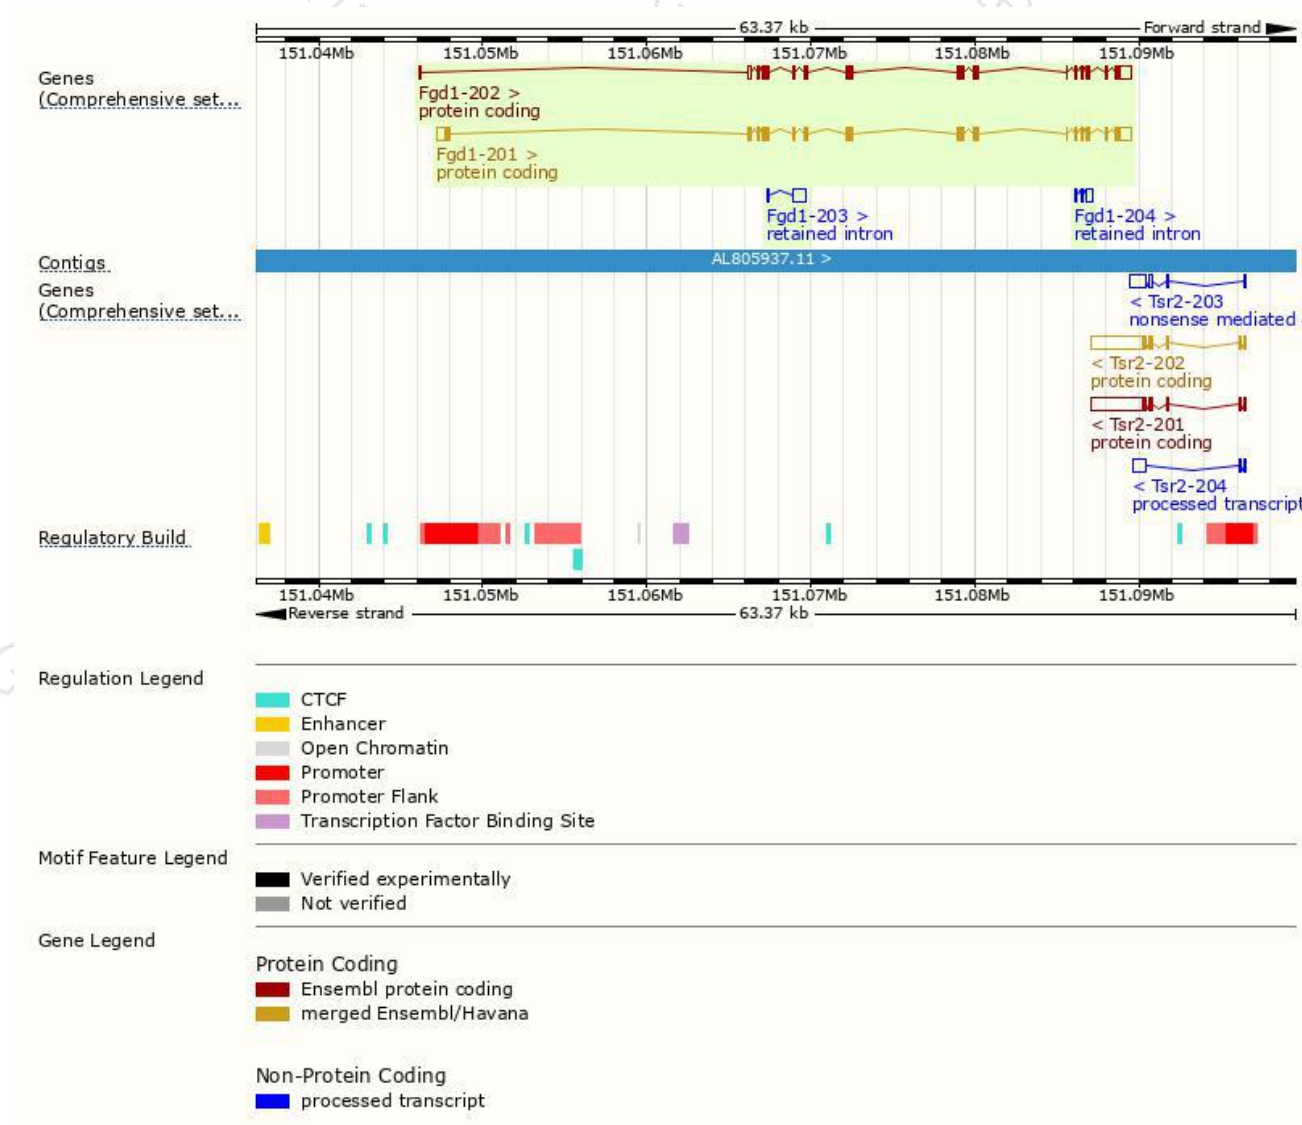 63.37 kb Forward strand
151.04Mb 151.05Mb 151.06Mb 151.07Mb 151.08Mb 151.09Mb
Genes
(Comprehensive set...
Fgd1-202 >
protein coding
Fgd1-201 >
protein coding
Fgd1-203 > Fgd1-204 >
retained intron retained intron
Contigs AL805937.11 >
Genes
(Comprehensive set...
< Tsr2-203
nonsense mediated
< Tsr2-202
protein coding
< Tsr2-201
protein coding
< Tsr2-204
processed transcript
Regulatory Build
151.04Mb 151.05Mb 151.06Mb 151.07Mb 151.08Mb 151.09Mb
Reverse strand 63.37 kb
Regulation Legend
CTCF
Enhancer
Open Chromatin
Promoter
Promoter Flank
Transcription Factor Binding Site
Motif Feature Legend
Verified experimentally
Not verified
Gene Legend
Protein Coding
Ensembl protein coding
merged Ensembl/Havana
Non-Protein Coding
processed transcript